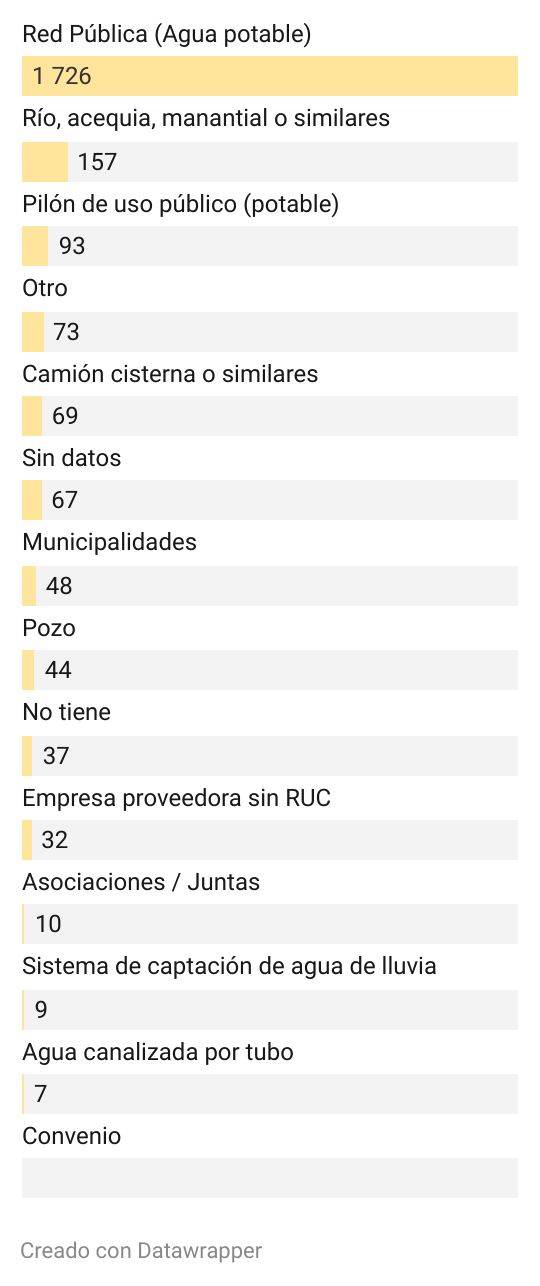 Red Pública (Agua potable)
1 726
Río, acequia, manantial o similares
157
Pilón de uso público (potable)
93
Otro
73
Camión cisterna o similares
69
Sin datos
67
Municipalidades
48
Pozo
44
No tiene
37
Empresa proveedora sin RUC
32
Asociaciones / Juntas
10
Sistema de captación de agua de lluvia
9
Agua canalizada por tubo
7
Convenio
Creado con Datawrapper